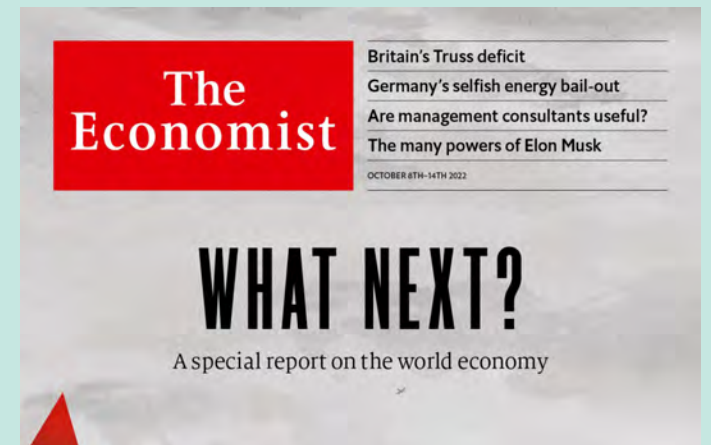 The
Economist
Britain's Truss deficit
Germany's selfish energy bail-out
Are management consultants useful?
The many powers of Elon Musk
OCTOBER 8TH–14TH 2022
WHAT NEXT?
A special report on the world economy